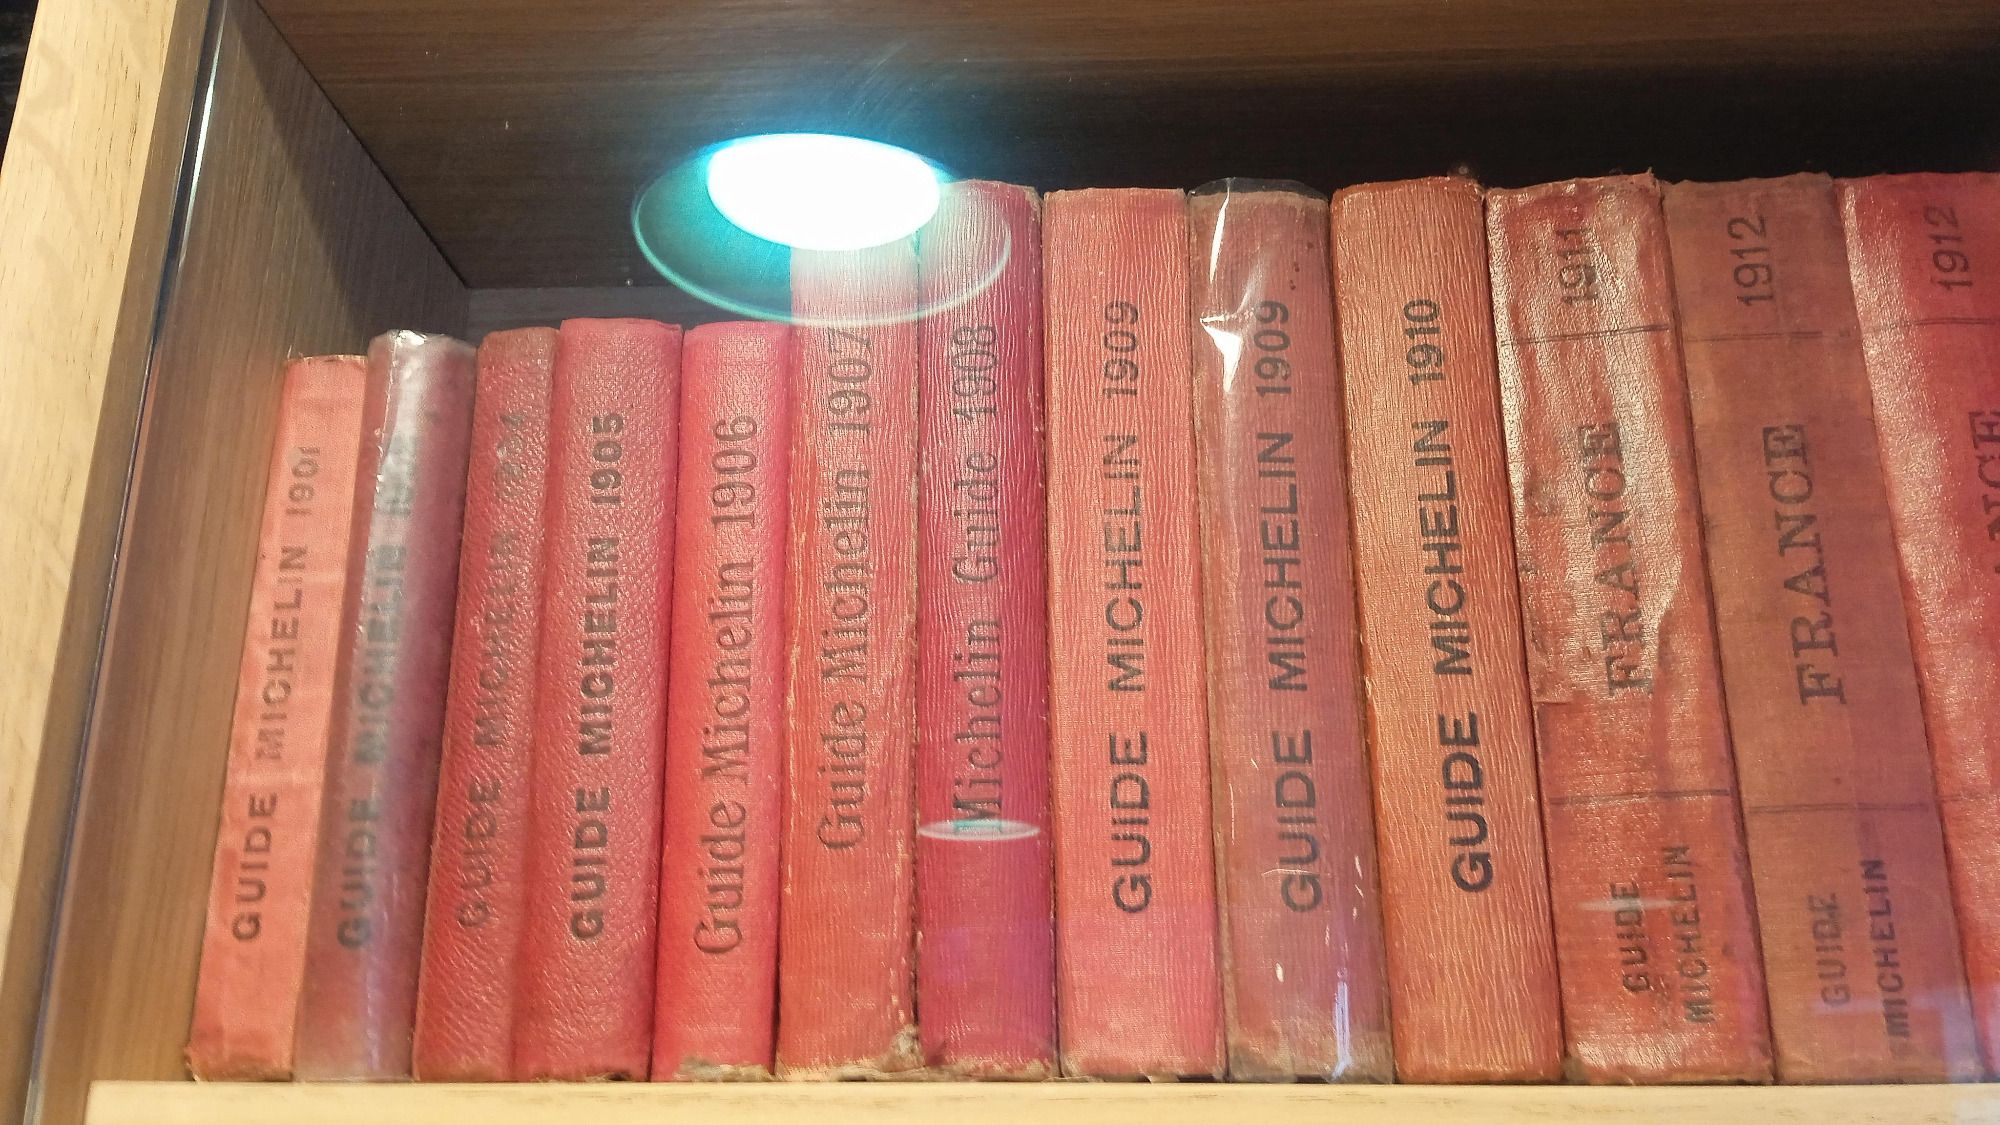 GUIDE MICHELIN 1901
GUIDE MICHELIN
GUIDE MICHELIN 1904
GUIDE MICHELIN 1905
Guide Michelin 1906
Guide Michelin 1907
Michelin Guide 1908
GUIDE MICHELIN 1909
GUIDE MICHELIN 1909
GUIDE MICHELIN 1910
1911
FRANCE
GUIDE
MICHELIN
1912
FRANCE
GUIDE
MICHELIN
1912